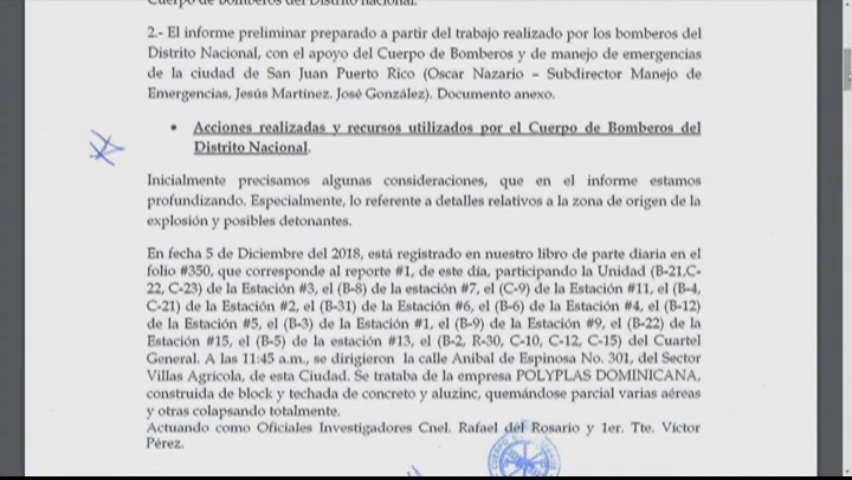 Cuerpo de bomberos del Distrito nacional.
2.- El informe preliminar preparado a partir del trabajo realizado por los bomberos del
Distrito Nacional, con el apoyo del Cuerpo de Bomberos y de manejo de emergencias
de la ciudad de San Juan Puerto Rico (Oscar Nazario – Subdirector Manejo de
Emergencias, Jesús Martínez. José González). Documento anexo.
• Acciones realizadas y recursos utilizados por el Cuerpo de Bomberos del
Distrito Nacional.
Inicialmente precisamos algunas consideraciones, que en el informe estamos
profundizando. Especialmente, lo referente a detalles relativos a la zona de origen de la
explosión y posibles detonantes.
En fecha 5 de Diciembre del 2018, está registrado en nuestro libro de parte diaria en el
folio #350, que corresponde al reporte #1, de este día, participando la Unidad (B-21,C-
22, C-23) de la Estación #3, el (B-8) de la estación #7, el (C-9) de la Estación #11, el (B-4,
C-21) de la Estación #2, el (B-31) de la Estación #6, el (B-6) de la Estación #4, el (B-12)
de la Estación #5, el (B-3) de la Estación #1, el (B-9) de la Estación #9, el (B-22) de la
Estación #15, el (B-5) de la estación #13, el (B-2, R-30, C-10, C-12, C-15) del Cuartel
General. A las 11:45 a.m., se dirigieron la calle Anibal de Espinosa No. 301, del Sector
Villas Agrícola, de esta Ciudad. Se trataba de la empresa POLYPLAS DOMINICANA,
construida de block y techada de concreto y aluzinc, quemándose parcial varias aéreas
y otras colapsando totalmente.
Actuando como Oficiales Investigadores Cnel. Rafael del Rosario y 1er. Tte. Víctor
Pérez.